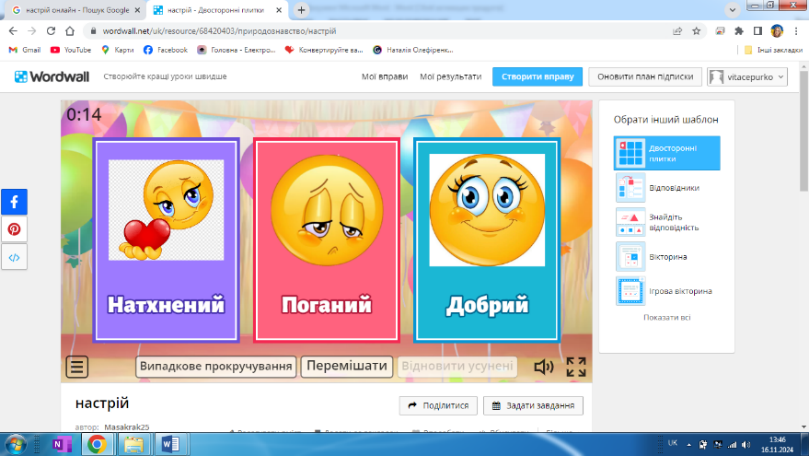 настрій онлайн - Пошук Google
настрій - Двосторонні плитки
wordwall.net/uk/resource/68420403/природознавство/настрій
Gmail
YouTube
Карти
Facebook
Головна – Електро...
Конвертируйте ва...
Наталія Олефіренк...
Інші закладки
Wordwall
Створюйте кращі уроки швидше
Мої вправи
Мої результати
Створити вправу
Оновити план підписки
vitacepurko
0:14
Натхнений
Поганий
Добрий
Випадкове прокручування
Перемішати
Відновити усунені
Обрати інший шаблон
Двосторонні
плитки
Відповідники
Знайдіть
відповідність
Вікторина
Ігрова вікторина
Показати всі
настрій
Поділитися
Задати завдання
автор: Masakrak25
UK
13:46
16.11.2024